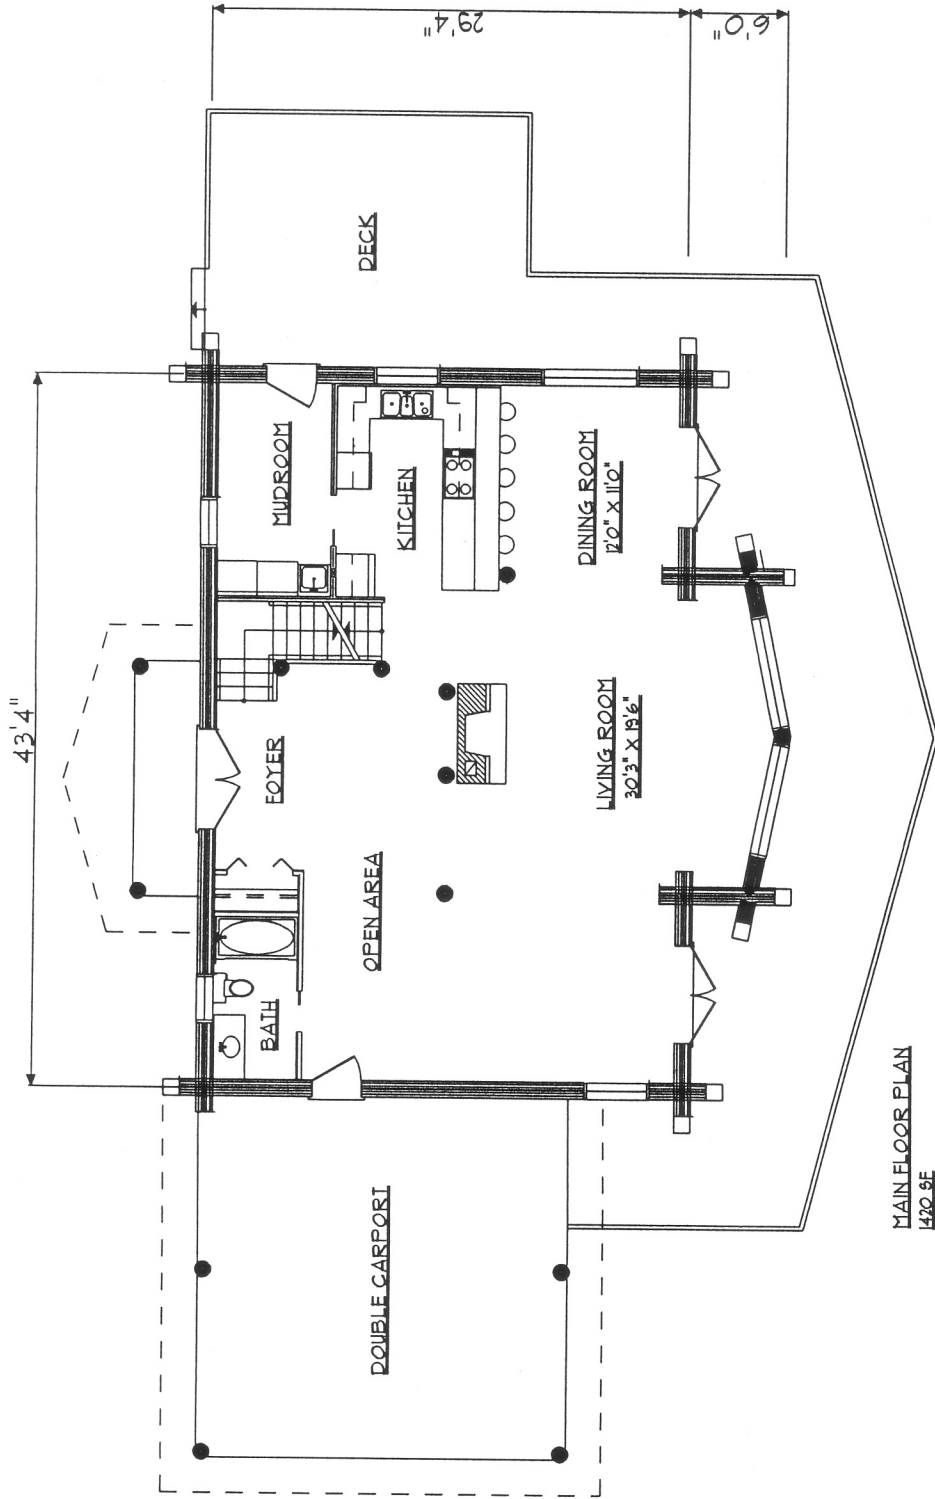 29'4"
6'0"
43'4"
DECK
MUDROOM
KITCHEN
DINING ROOM
12'0" X 11'0"
FOYER
LIVING ROOM
30'3" X 19'6"
OPEN AREA
BATH
DOUBLE CARPORT
MAIN FLOOR PLAN
1420 SF